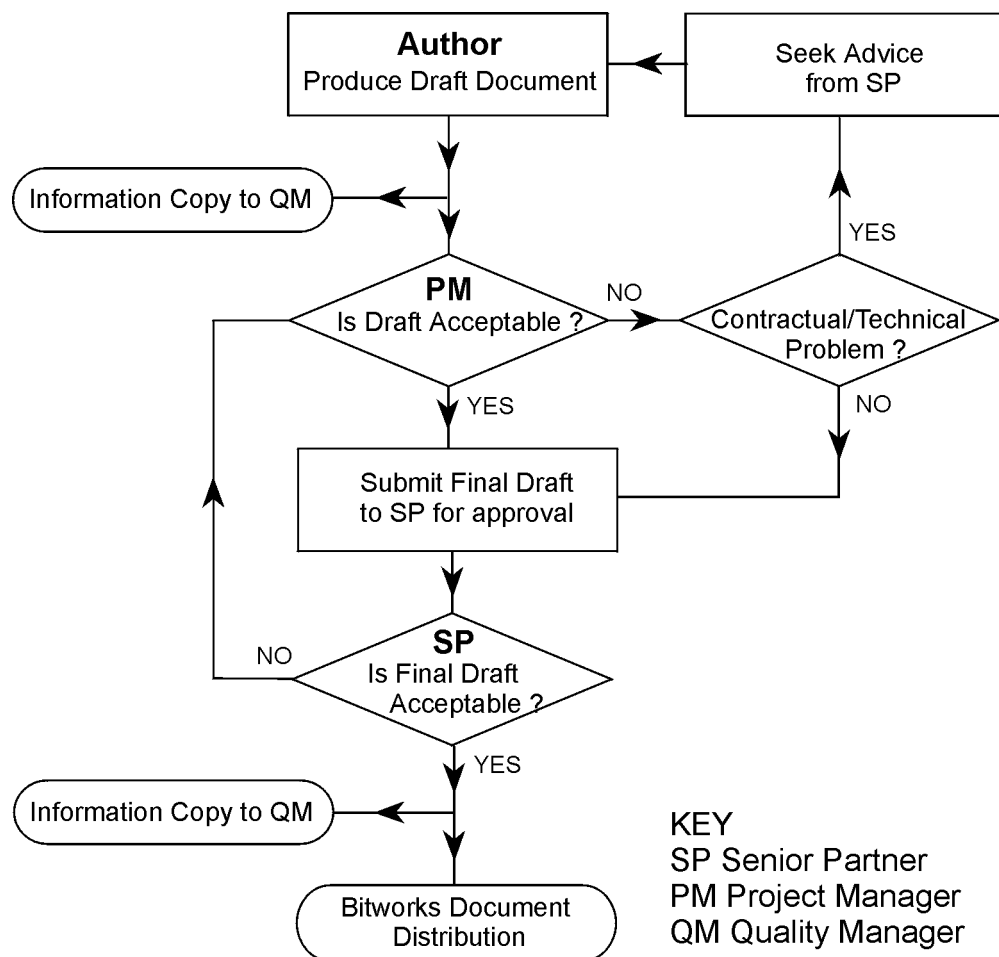 Author
Produce Draft Document
Seek Advice
from SP
Information Copy to QM
YES
PM
Is Draft Acceptable ?
NO
Contractual/Technical
Problem ?
YES
NO
Submit Final Draft
to SP for approval
SP
Is Final Draft
Acceptable ?
NO
YES
Information Copy to QM
Bitworks Document
Distribution
KEY
SP Senior Partner
PM Project Manager
QM Quality Manager